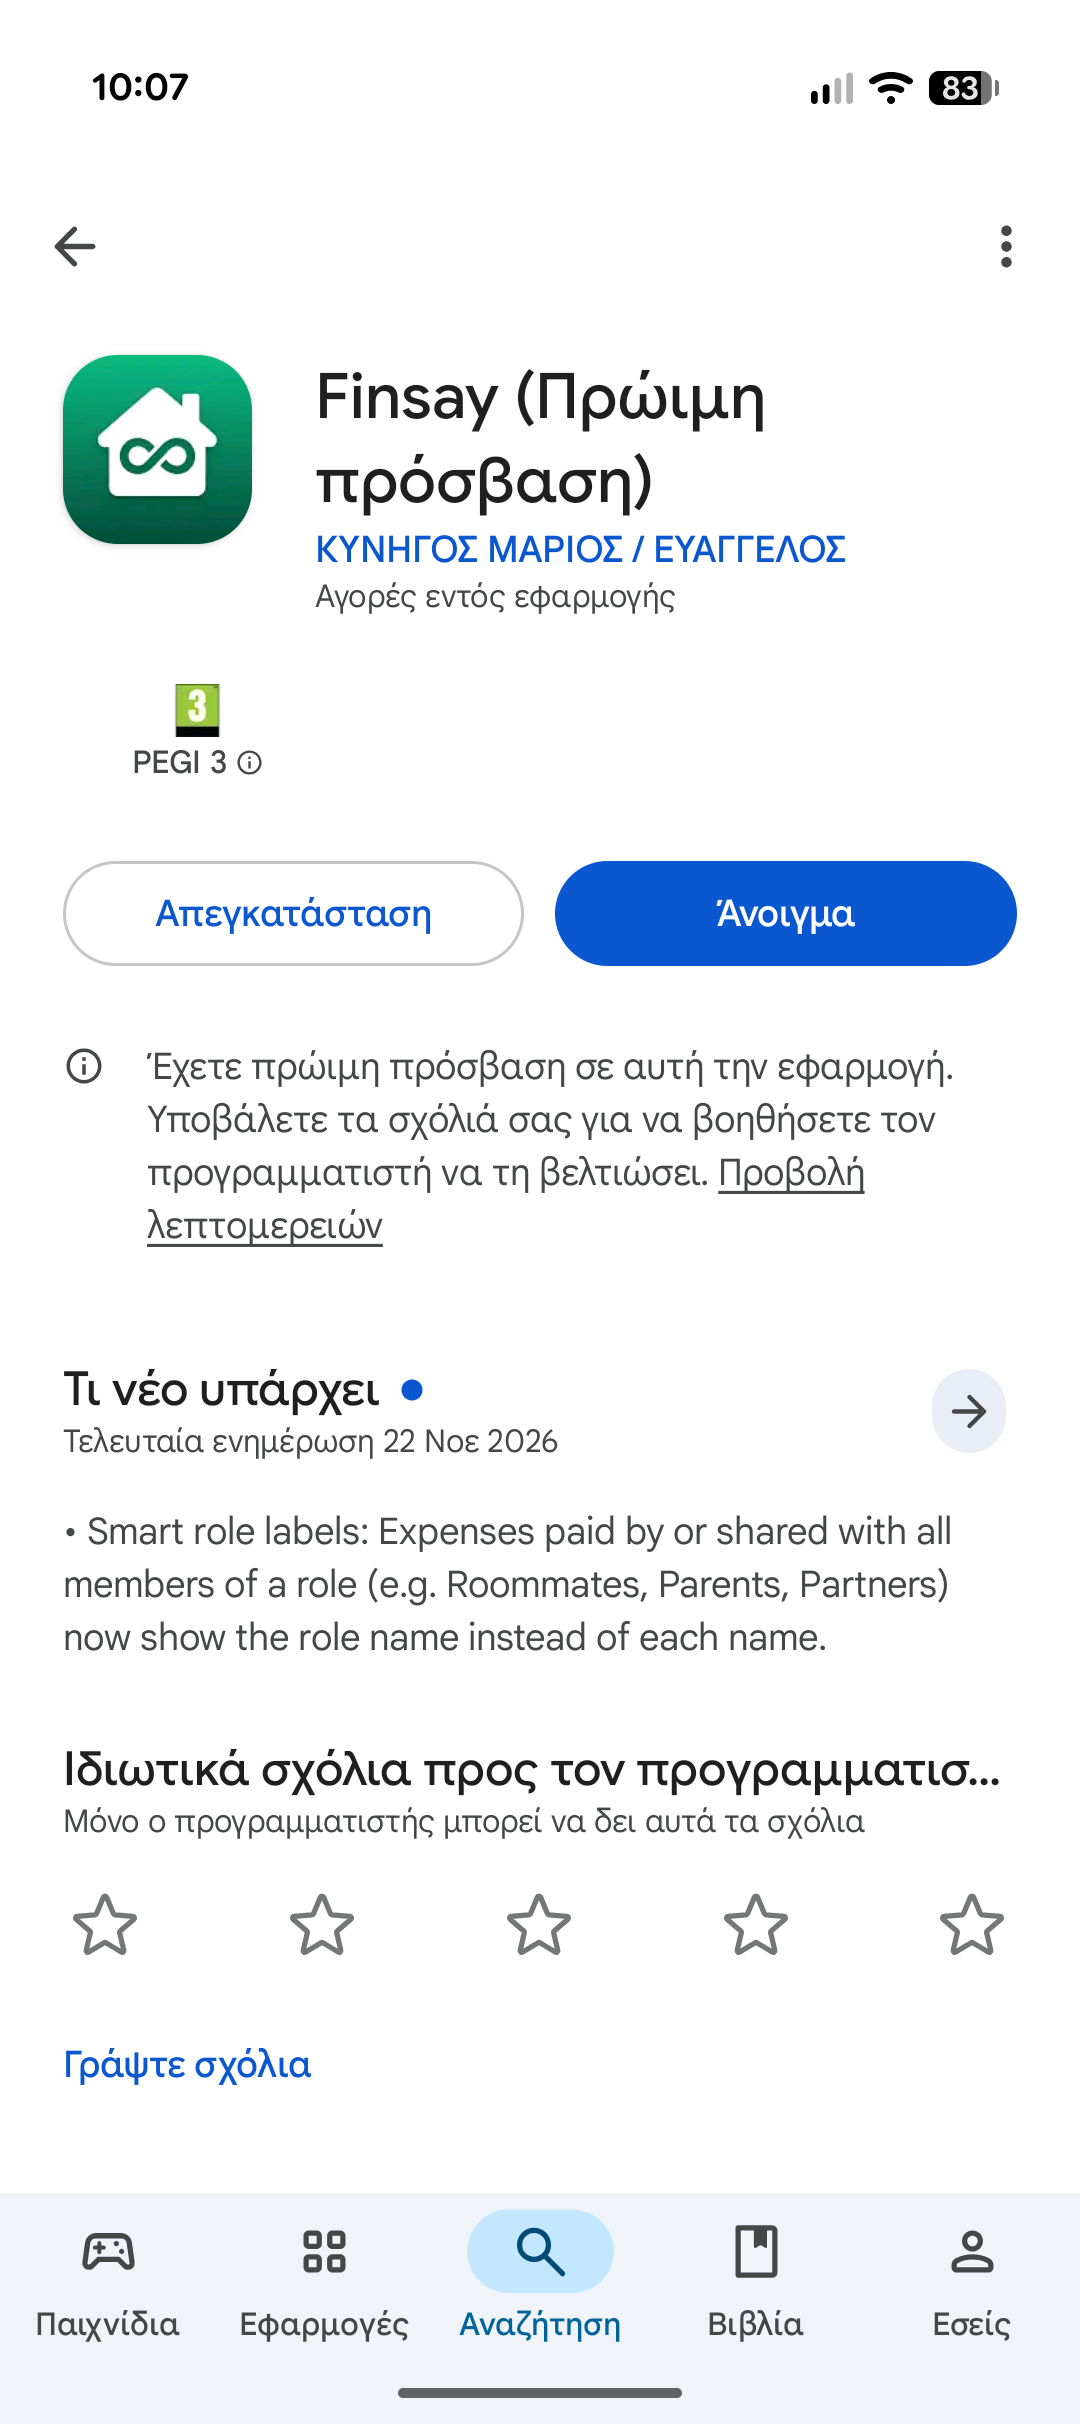 10:07
83
Finsay (Πρώιμη
πρόσβαση)
ΚΥΝΗΓΟΣ ΜΑΡΙΟΣ / ΕΥΑΓΓΕΛΟΣ
Αγορές εντός εφαρμογής
3
PEGI 3
Απεγκατάσταση
Άνοιγμα
Έχετε πρώιμη πρόσβαση σε αυτή την εφαρμογή.
Υποβάλετε τα σχόλιά σας για να βοηθήσετε τον
προγραμματιστή να τη βελτιώσει. Προβολή
λεπτομερειών
Τι νέο υπάρχει
Τελευταία ενημέρωση 22 Νοε 2026
• Smart role labels: Expenses paid by or shared with all
members of a role (e.g. Roommates, Parents, Partners)
now show the role name instead of each name.
Ιδιωτικά σχόλια προς τον προγραμματισ...
Μόνο ο προγραμματιστής μπορεί να δει αυτά τα σχόλια
Γράψτε σχόλια
Παιχνίδια
Εφαρμογές
Αναζήτηση
Βιβλία
Εσείς